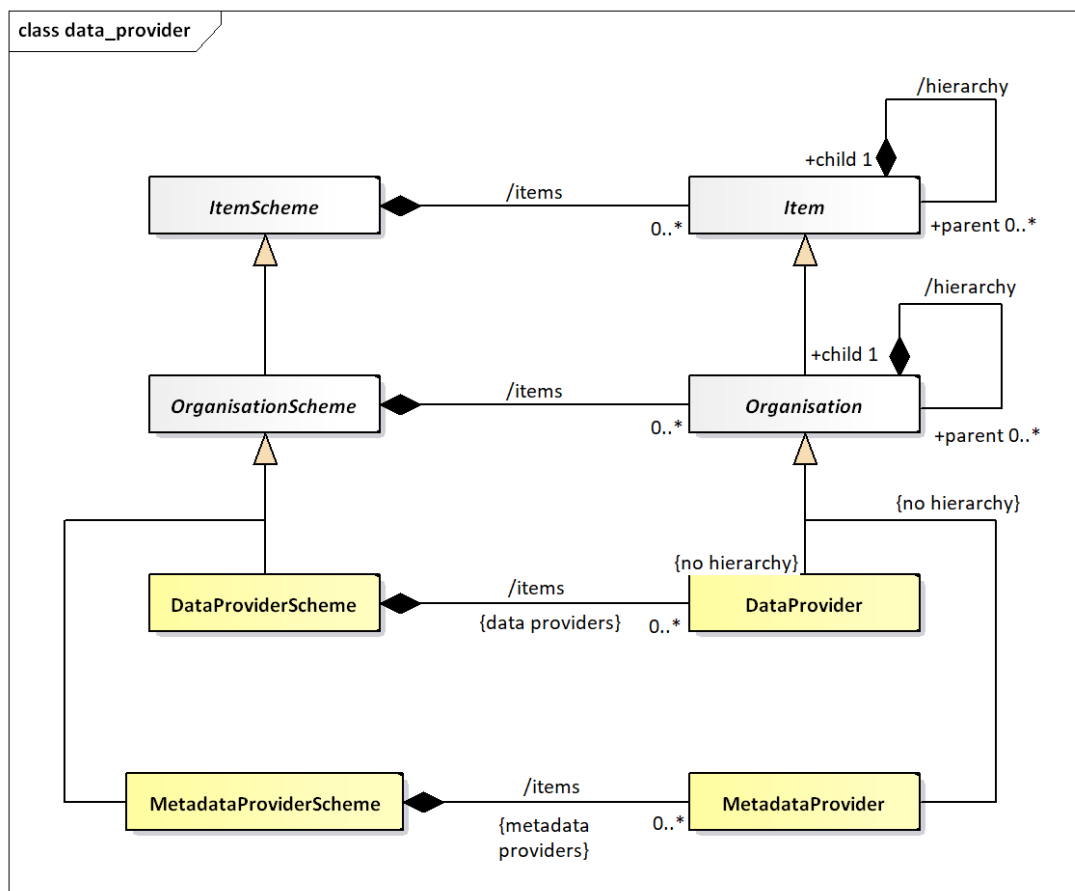 class data_provider
/hierarchy
+child 1
ItemScheme
/items
0..*
Item
+parent 0..*
/hierarchy
+child 1
OrganisationScheme
/items
0..*
Organisation
+parent 0..*
{no hierarchy}
{no hierarchy}
DataProviderScheme
/items
{data providers}
0..*
DataProvider
MetadataProviderScheme
/items
{metadata
providers}
0..*
MetadataProvider